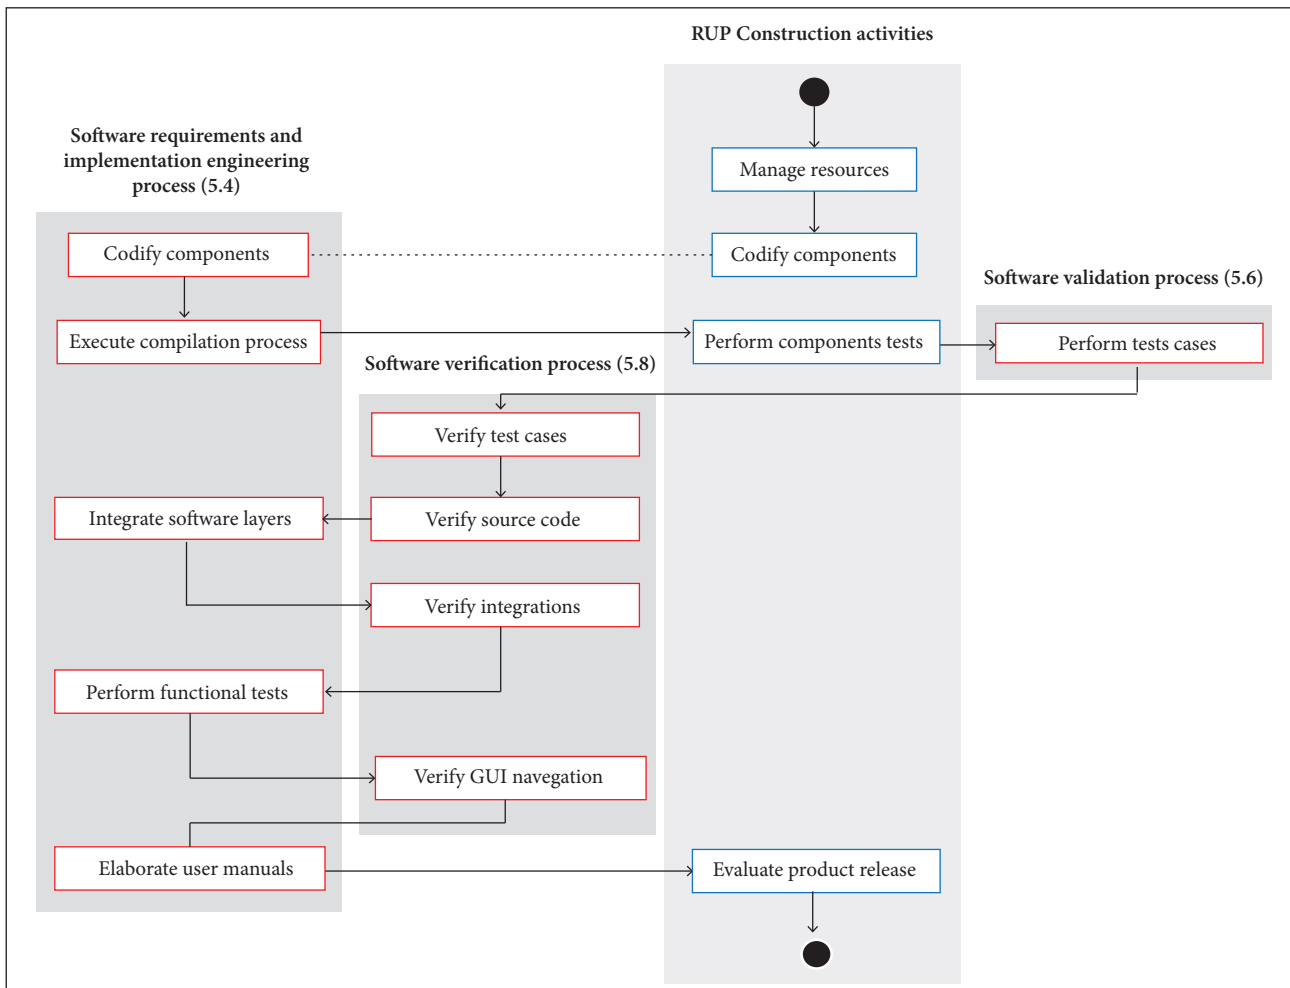 RUP Construction activities
Software requirements and
implementation engineering
process (5.4)
Manage resources
Codify components
Codify components
Software validation process (5.6)
Execute compilation process
Perform components tests
Perform tests cases
Software verification process (5.8)
Verify test cases
Integrate software layers
Verify source code
Verify integrations
Perform functional tests
Verify GUI navegation
Elaborate user manuals
Evaluate product release